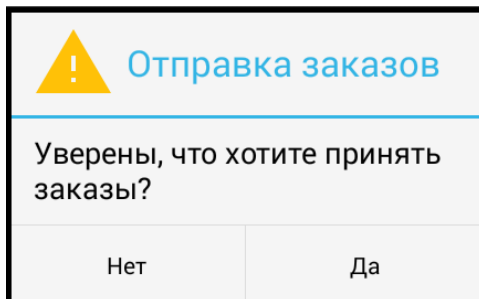 Отправка заказов
Уверены, что хотите принять
заказы?
Нет
Да